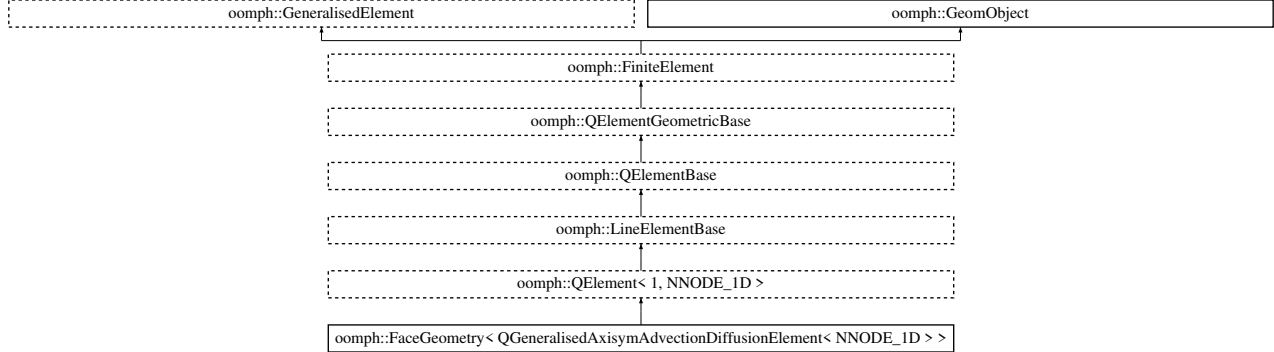 oomph::GeneralisedElement
oomph::GeomObject
oomph::FiniteElement
oomph::QElementGeometricBase
oomph::QElementBase
oomph::LineElementBase
oomph::QElement< 1, NNODE_1D >
oomph::FaceGeometry< QGeneralisedAxisymAdvectionDiffusionElement< NNODE_1D > >